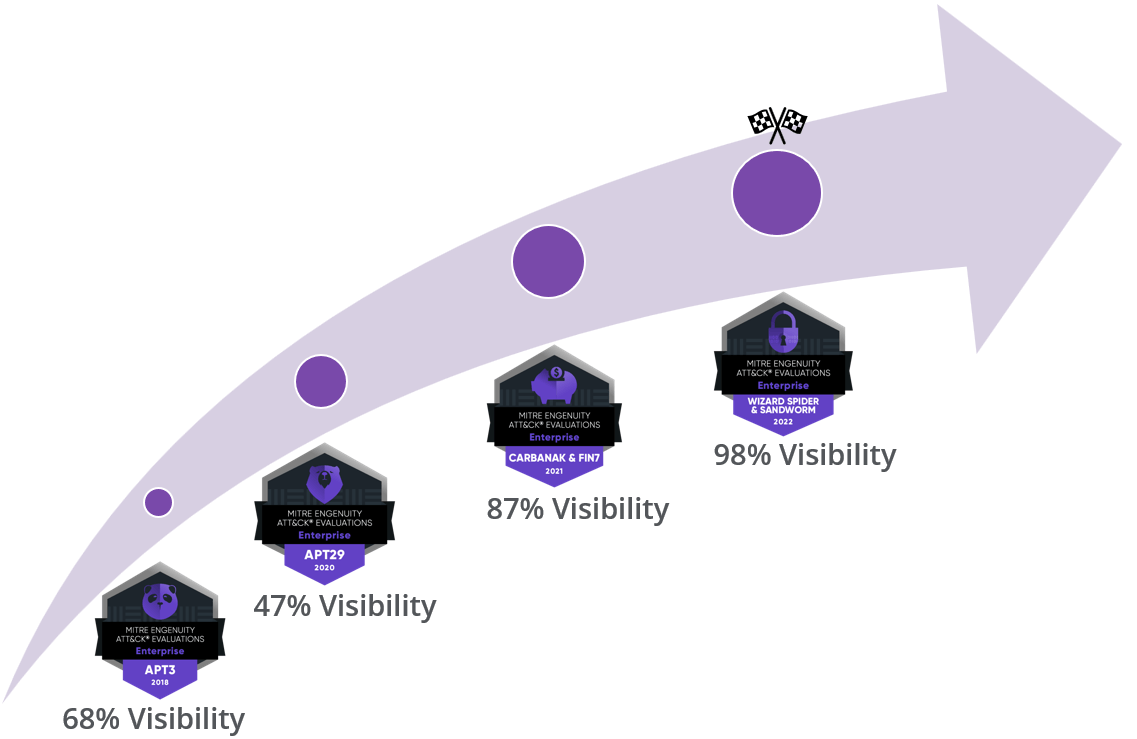 MITRE ENGENUITY
ATT&CK® EVALUATIONS
Enterprise
APT3
2018
68% Visibility
MITRE ENGENUITY
ATT&CK® EVALUATIONS
Enterprise
APT29
2020
47% Visibility
$
MITRE ENGENUITY
ATT&CK® EVALUATIONS
Enterprise
CARBANAK & FIN7
2021
87% Visibility
MITRE ENGENUITY
ATT&CK® EVALUATIONS
Enterprise
WIZARD SPIDER
& SANDWORM
2022
98% Visibility